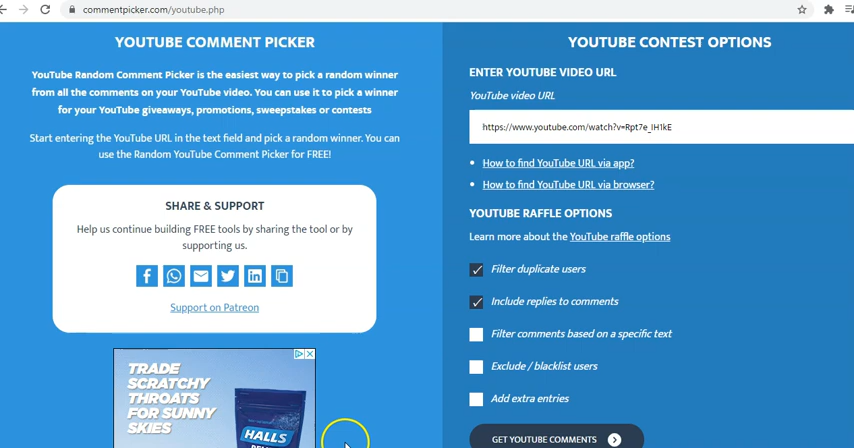 commentpicker.com/youtube.php
YOUTUBE COMMENT PICKER
YouTube Random Comment Picker is the easiest way to pick a random winner
from all the comments on your YouTube video. You can use it to pick a winner
for your YouTube giveaways, promotions, sweepstakes or contests
Start entering the YouTube URL in the text field and pick a random winner. You can
use the Random YouTube Comment Picker for FREE!
SHARE & SUPPORT
Help us continue building FREE tools by sharing the tool or by
supporting us.
Support on Patreon
TRADE
SCRATCHY
THROATS
FOR SUNNY
SKIES
HALLS
YOUTUBE CONTEST OPTIONS
ENTER YOUTUBE VIDEO URL
YouTube video URL
https://www.youtube.com/watch?v=Rpt7e_IH1kE
How to find YouTube URL via app?
How to find YouTube URL via browser?
YOUTUBE RAFFLE OPTIONS
Learn more about the YouTube raffle options
Filter duplicate users
Include replies to comments
Filter comments based on a specific text
Exclude / blacklist users
Add extra entries
GET YOUTUBE COMMENTS